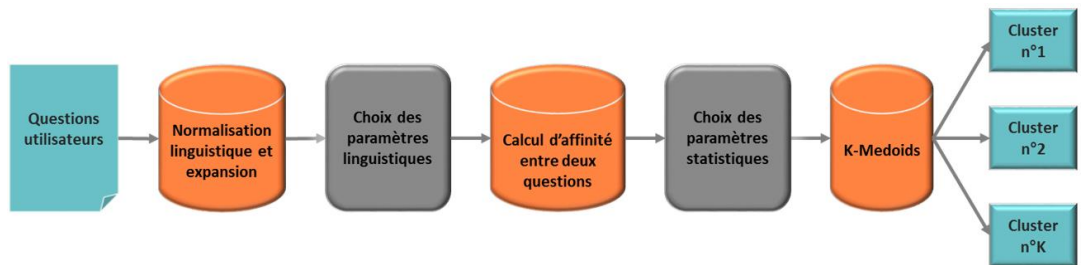 Questions
utilisateurs
Normalisation
linguistique et
expansion
Choix des
paramètres
linguistiques
Calcul d'affinité
entre deux
questions
Choix des
paramètres
statistiques
K-Medoids
Cluster
n°1
Cluster
n°2
Cluster
n°K